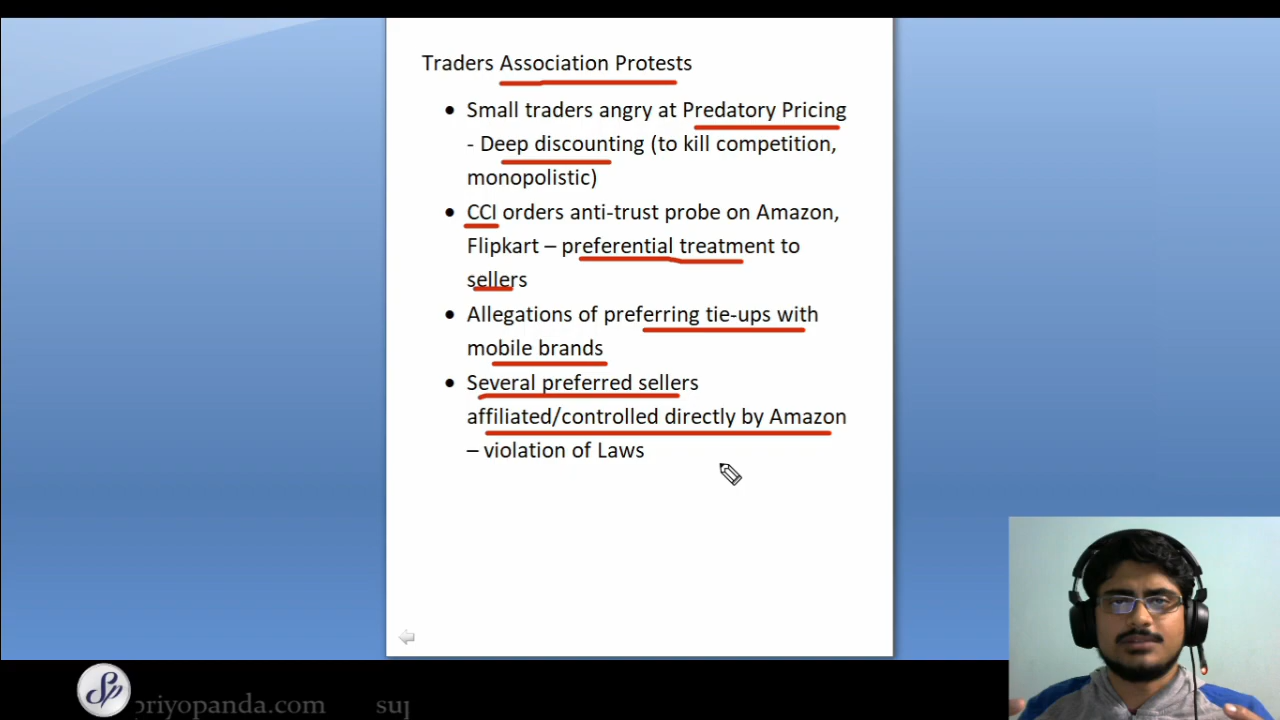 Traders Association Protests
• Small traders angry at Predatory Pricing
- Deep discounting (to kill competition,
monopolistic)
• CCI orders anti-trust probe on Amazon,
Flipkart – preferential treatment to
sellers
• Allegations of preferring tie-ups with
mobile brands
• Several preferred sellers
affiliated/controlled directly by Amazon
– violation of Laws
priyopanda.com